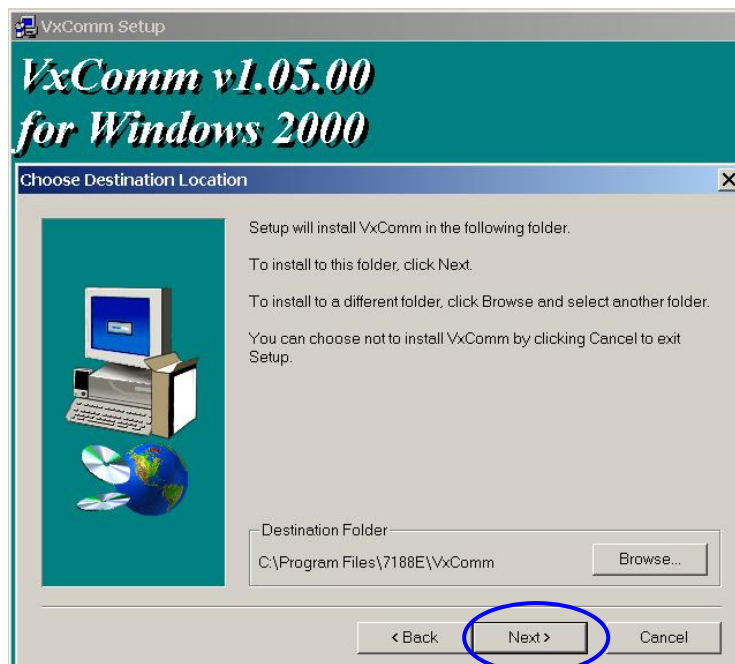 VxComm Setup
VxComm v1.05.00
for Windows 2000
Choose Destination Location
Setup will install VxComm in the following folder.
To install to this folder, click Next.
To install to a different folder, click Browse and select another folder.
You can choose not to install VxComm by clicking Cancel to exit
Setup.
Destination Folder
C:\Program Files\7188E\VxComm
Browse...
< Back
Next >
Cancel